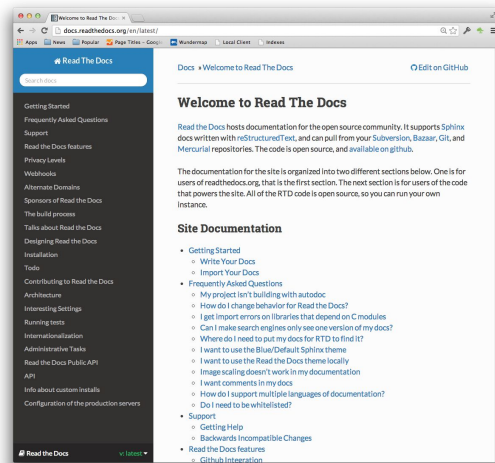 Welcome to Read The Docs
docs.readthedocs.org/en/latest/
Apps News Popular Page Titles - Google Wundermap Local Client Indexes
Read The Docs
Search docs
Getting Started
Frequently Asked Questions
Support
Read the Docs features
Privacy Levels
Webhooks
Alternate Domains
Sponsors of Read the Docs
The build process
Talks about Read the Docs
Designing Read the Docs
Installation
Todo
Contributing to Read the Docs
Architecture
Interesting Settings
Running tests
Internationalization
Administrative Tasks
Read the Docs Public API
API
Info about custom installs
Configuration of the production servers
Read the Docs v: latest
Docs » Welcome to Read The Docs Edit on GitHub
Welcome to Read The Docs
Read the Docs hosts documentation for the open source community. It supports Sphinx
docs written with reStructuredText, and can pull from your Subversion, Bazaar, Git, and
Mercurial repositories. The code is open source, and available on github.
The documentation for the site is organized into two different sections below. One is for
users of readthedocs.org, that is the first section. The next section is for users of the code
that powers the site. All of the RTD code is open source, so you can run your own
instance.
Site Documentation
Getting Started
Write Your Docs
Import Your Docs
Frequently Asked Questions
My project isn't building with autodoc
How do I change behavior for Read the Docs?
I get import errors on libraries that depend on C modules
Can I make search engines only see one version of my docs?
Where do I need to put my docs for RTD to find it?
I want to use the Blue/Default Sphinx theme
I want to use the Read the Docs theme locally
Image scaling doesn't work in my documentation
I want comments in my docs
How do I support multiple languages of documentation?
Do I need to be whitelisted?
Support
Getting Help
Backwards Incompatible Changes
Read the Docs features
Github Integration